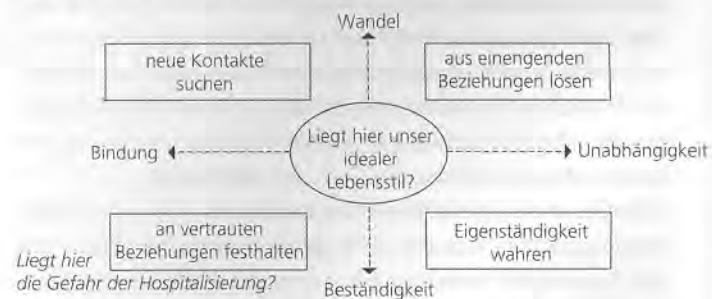 Wandel
neue Kontakte
suchen
aus einengenden
Beziehungen lösen
Bindung
Liegt hier unser
idealer
Lebensstil?
Unabhängigkeit
an vertrauten
Beziehungen festhalten
Eigenständigkeit
wahren
Liegt hier
die Gefahr der Hospitalisierung?
Beständigkeit